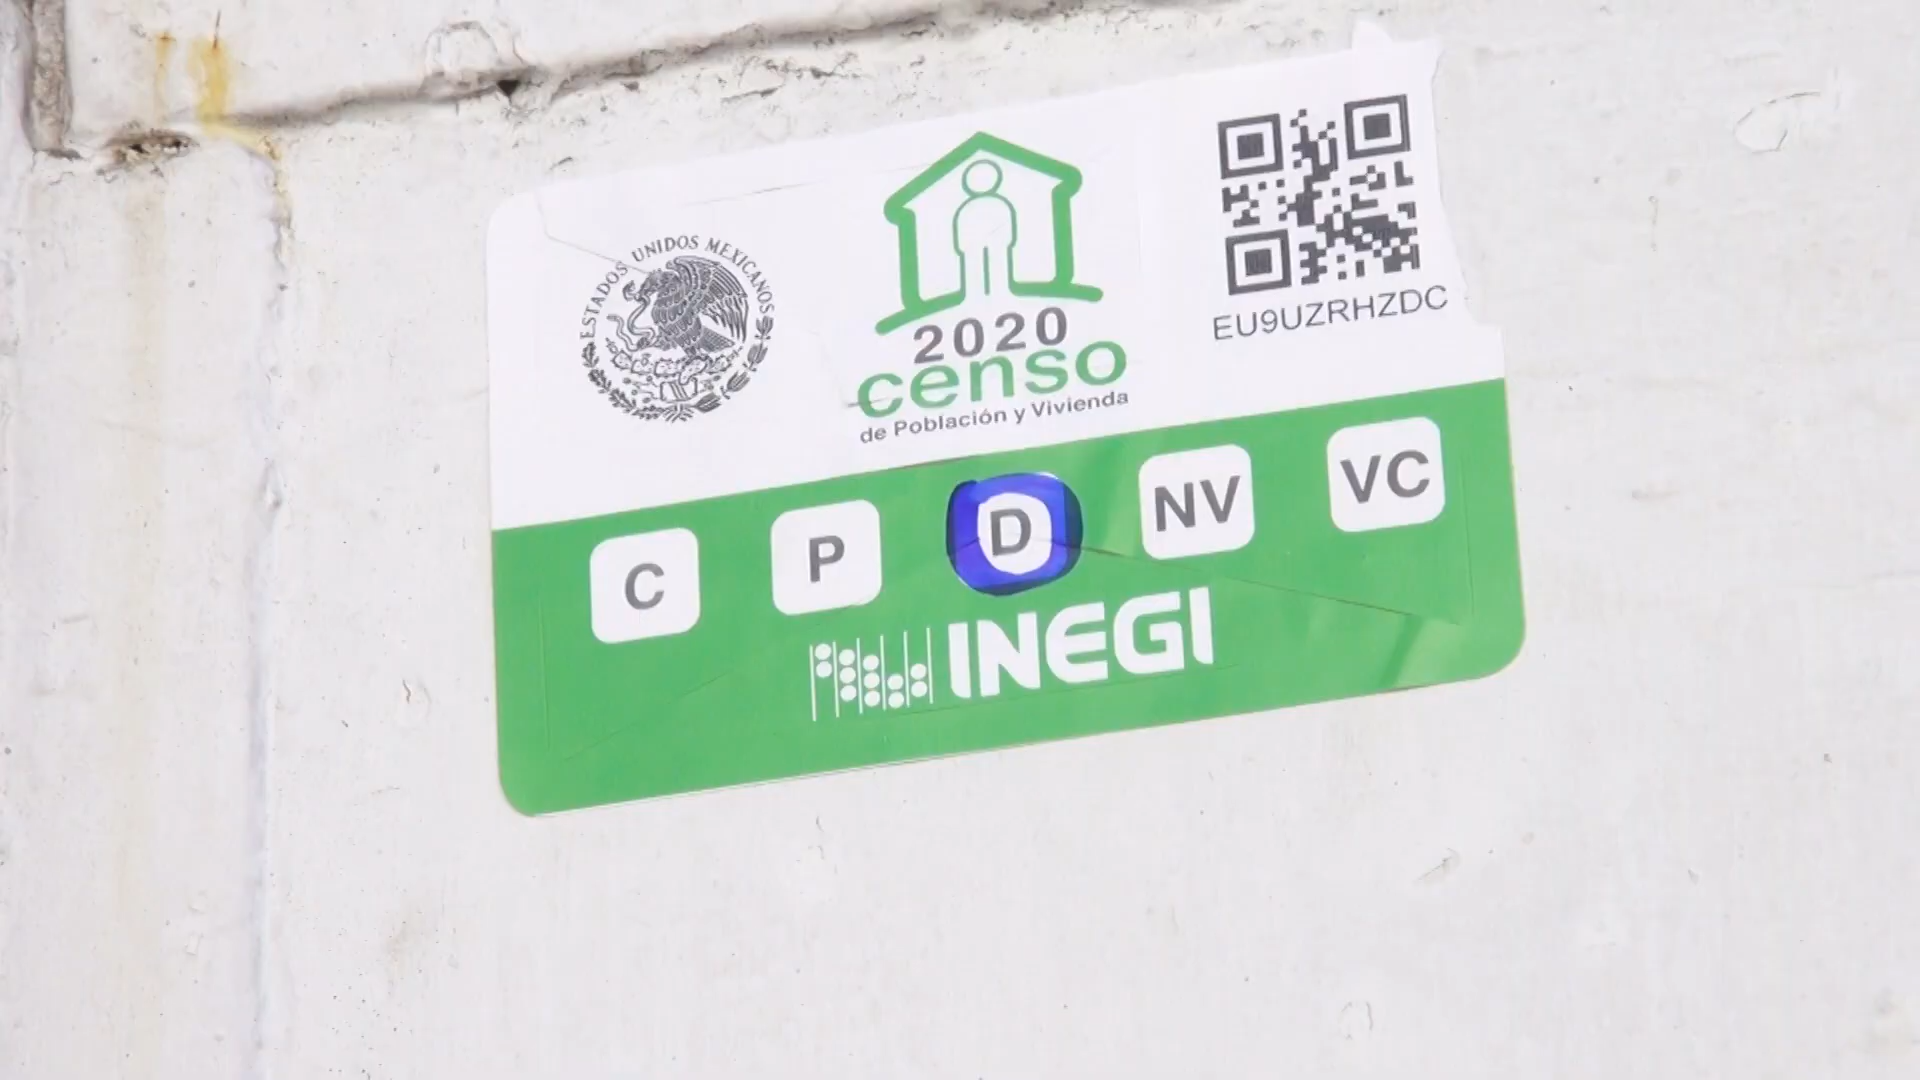 ESTADOS UNIDOS MEXICANOS
2020
censo
de Población y Vivienda
EU9UZRHZDC
C P D NV VC
INEGI